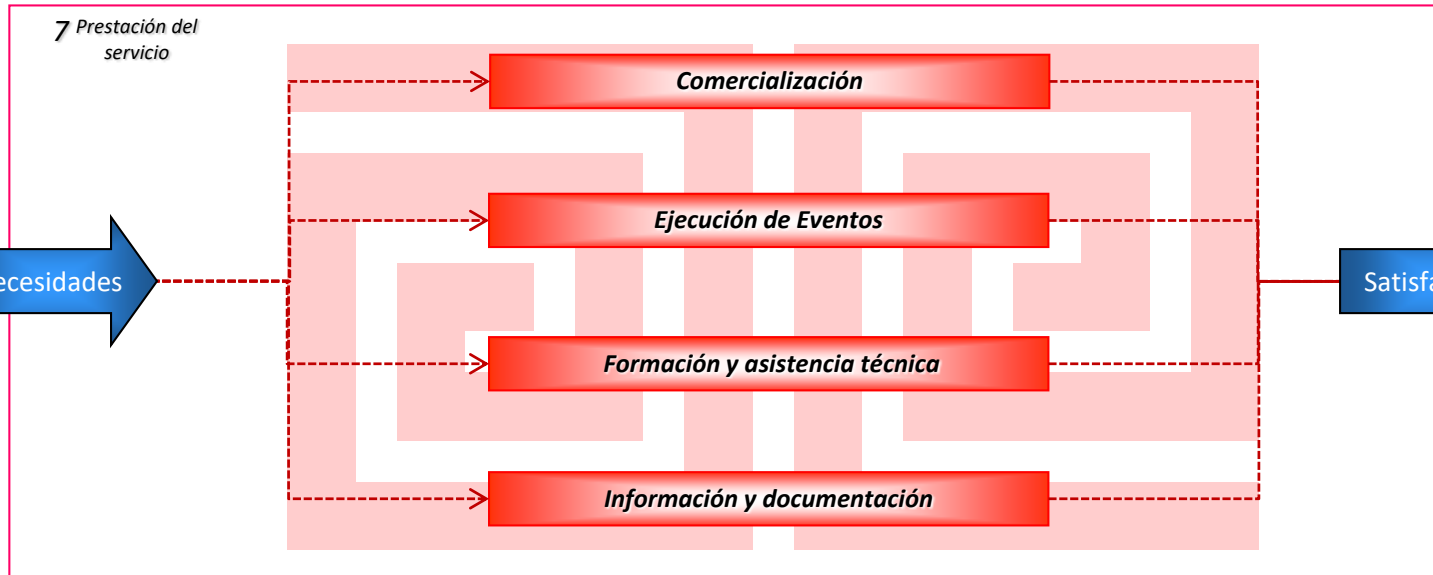 7 Prestación del
servicio
Comercialización
Ejecución de Eventos
ecesidades
Satisfa
Formación y asistencia técnica
Información y documentación